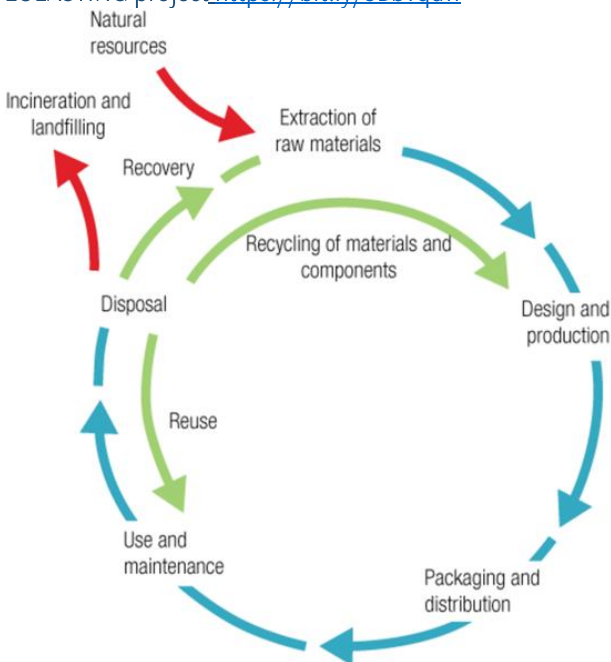 project
Natural
resources
Incineration and
landfilling
Extraction of
raw materials
Recovery
Recycling of materials and
components
Disposal
Design and
production
Reuse
Use and
maintenance
Packaging and
distribution